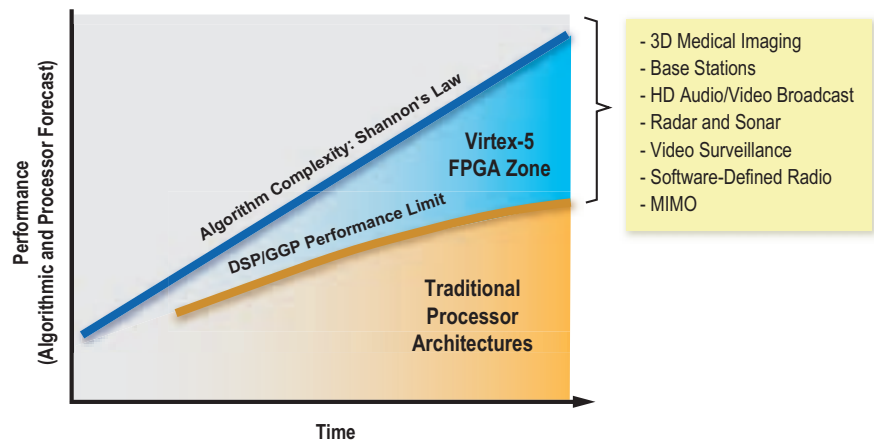 Performance
(Algorithmic and Processor Forecast)
Algorithm Complexity: Shannon's Law
DSP/GGP Performance Limit
Virtex-5
FPGA Zone
Traditional
Processor
Architectures
Time
- 3D Medical Imaging
- Base Stations
- HD Audio/Video Broadcast
- Radar and Sonar
- Video Surveillance
- Software-Defined Radio
- MIMO